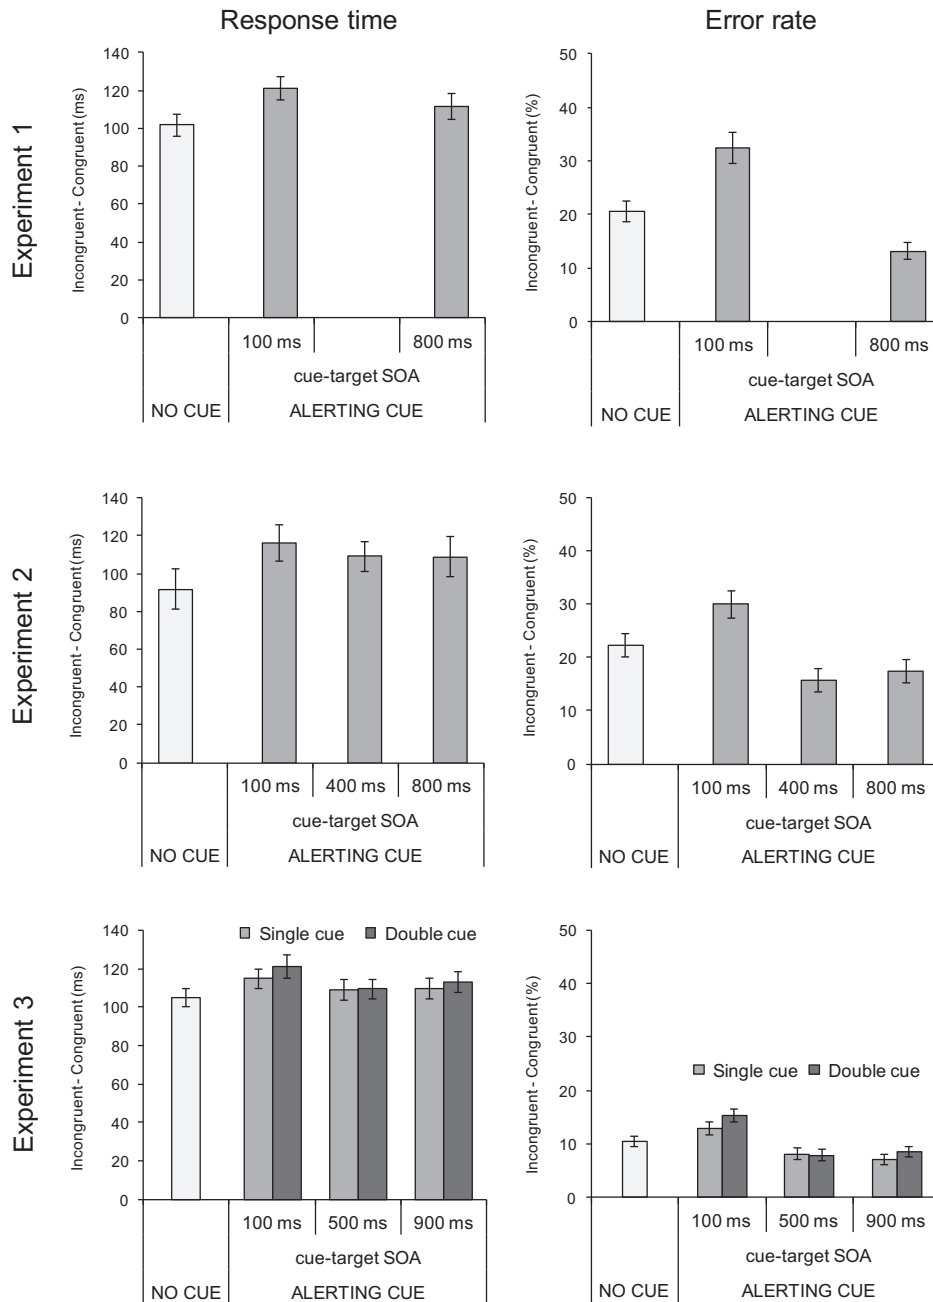 Response time
Error rate
Experiment 1
Incongruent - Congruent (ms)
140
120
100
80
60
40
20
0
100 ms 800 ms
cue-target SOA
NO CUE ALERTING CUE
Incongruent - Congruent (%)
50
40
30
20
10
0
100 ms 800 ms
cue-target SOA
NO CUE ALERTING CUE
Experiment 2
Incongruent - Congruent (ms)
140
120
100
80
60
40
20
0
100 ms 400 ms 800 ms
cue-target SOA
NO CUE ALERTING CUE
Incongruent - Congruent (%)
50
40
30
20
10
0
100 ms 400 ms 800 ms
cue-target SOA
NO CUE ALERTING CUE
Experiment 3
Incongruent - Congruent (ms)
140
120
100
80
60
40
20
0
Single cue Double cue
100 ms 500 ms 900 ms
cue-target SOA
NO CUE ALERTING CUE
Incongruent - Congruent (%)
50
40
30
20
10
0
Single cue Double cue
100 ms 500 ms 900 ms
cue-target SOA
NO CUE ALERTING CUE